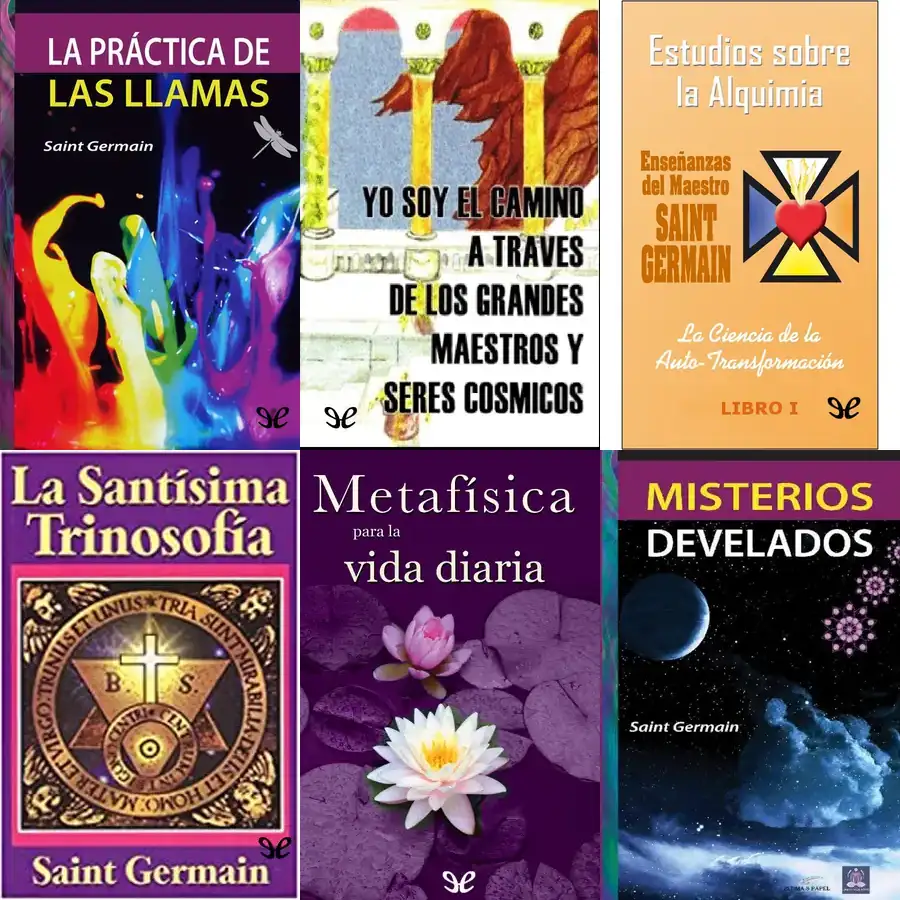 LA PRÁCTICA DE
LAS LLAMAS
Saint Germain
YO SOY EL CAMINO
A TRAVES
DE LOS GRANDES
MAESTROS Y
SERES COSMICOS
Estudios sobre
la Alquimia
Enseñanzas
del Maestro
SAINT
GERMAIN
La Ciencia de la
Auto-Transformación
LIBRO I
La Santísima
Trinosofía
B. S.
Saint Germain
Metafísica
para la
vida diaria
MISTERIOS
DEVELADOS
Saint Germain